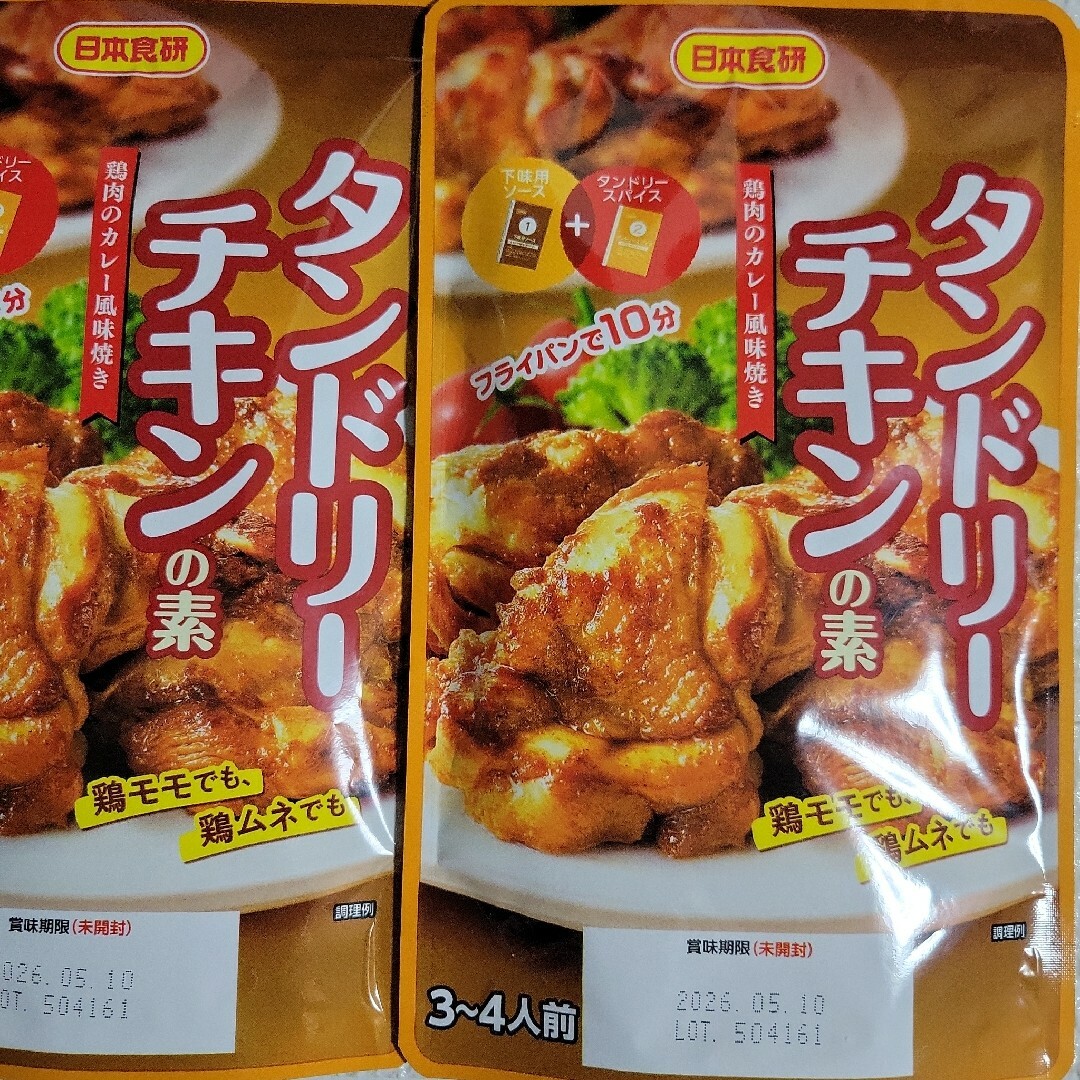 日本食研
タンドリー
チキンの素
鶏肉のカレー風味焼き
鶏モモでも、
鶏ムネでも
調理例
賞味期限(未開封)
026.05.10
OT. 504161
日本食研
タンドリー
チキンの素
鶏肉のカレー風味焼き
下味用
ソース
①
+
タンドリー
スパイス
②
フライパンで10分
鶏モモでも、
鶏ムネでも
調理例
賞味期限(未開封)
2026.05.10
LOT. 504161
3~4人前